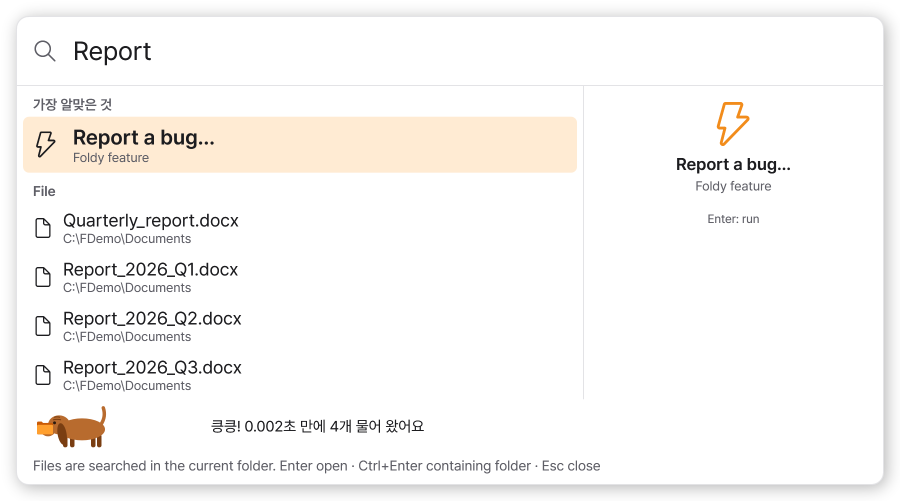 Report
가장 알맞은 것
Report a bug...
Foldy feature
File
Quarterly_report.docx
C:\FDemo\Documents
Report_2026_Q1.docx
C:\FDemo\Documents
Report_2026_Q2.docx
C:\FDemo\Documents
Report_2026_Q3.docx
C:\FDemo\Documents
Report a bug...
Foldy feature
Enter: run
킁킁! 0.002초 만에 4개 물어 왔어요
Files are searched in the current folder. Enter open · Ctrl+Enter containing folder · Esc close